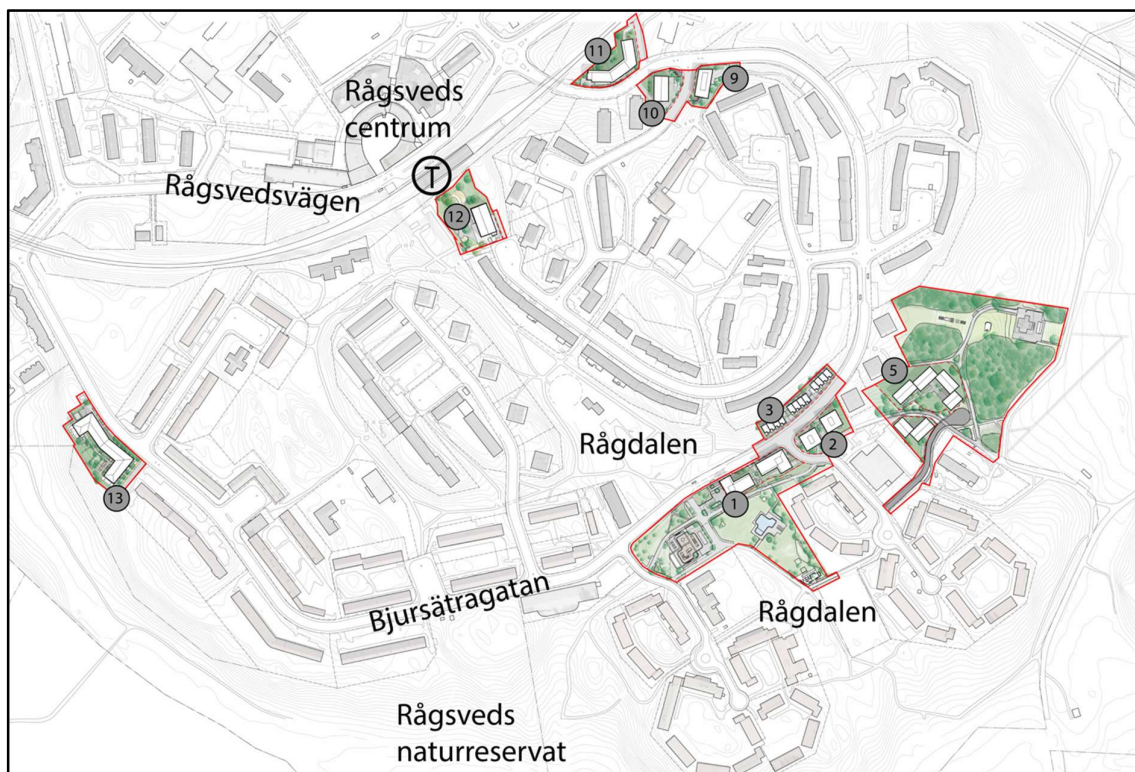 11
9
10
Rågsveds
centrum
T
Rågsvedsvägen
12
5
3
Rågdalen
2
13
1
Bjursätragatan
Rågdalen
Rågsveds
naturreservat